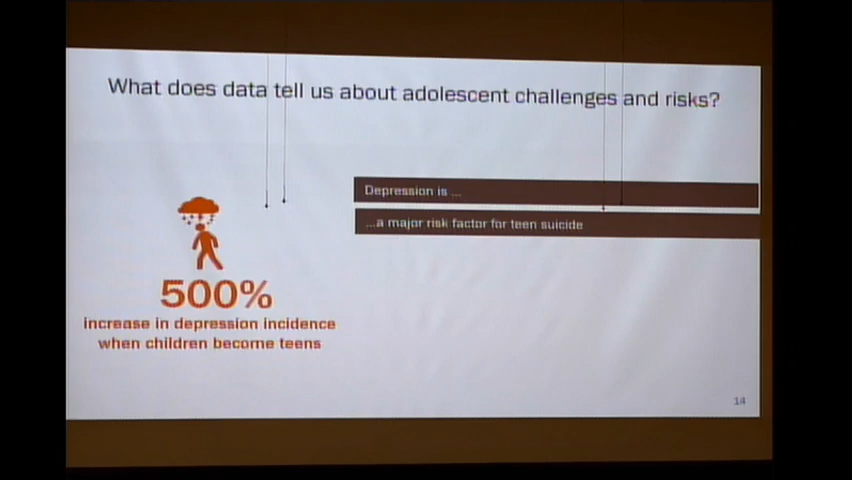 What does data tell us about adolescent challenges and risks?
Depression is ...
...a major risk factor for teen suicide
500%
increase in depression incidence
when children become teens
14